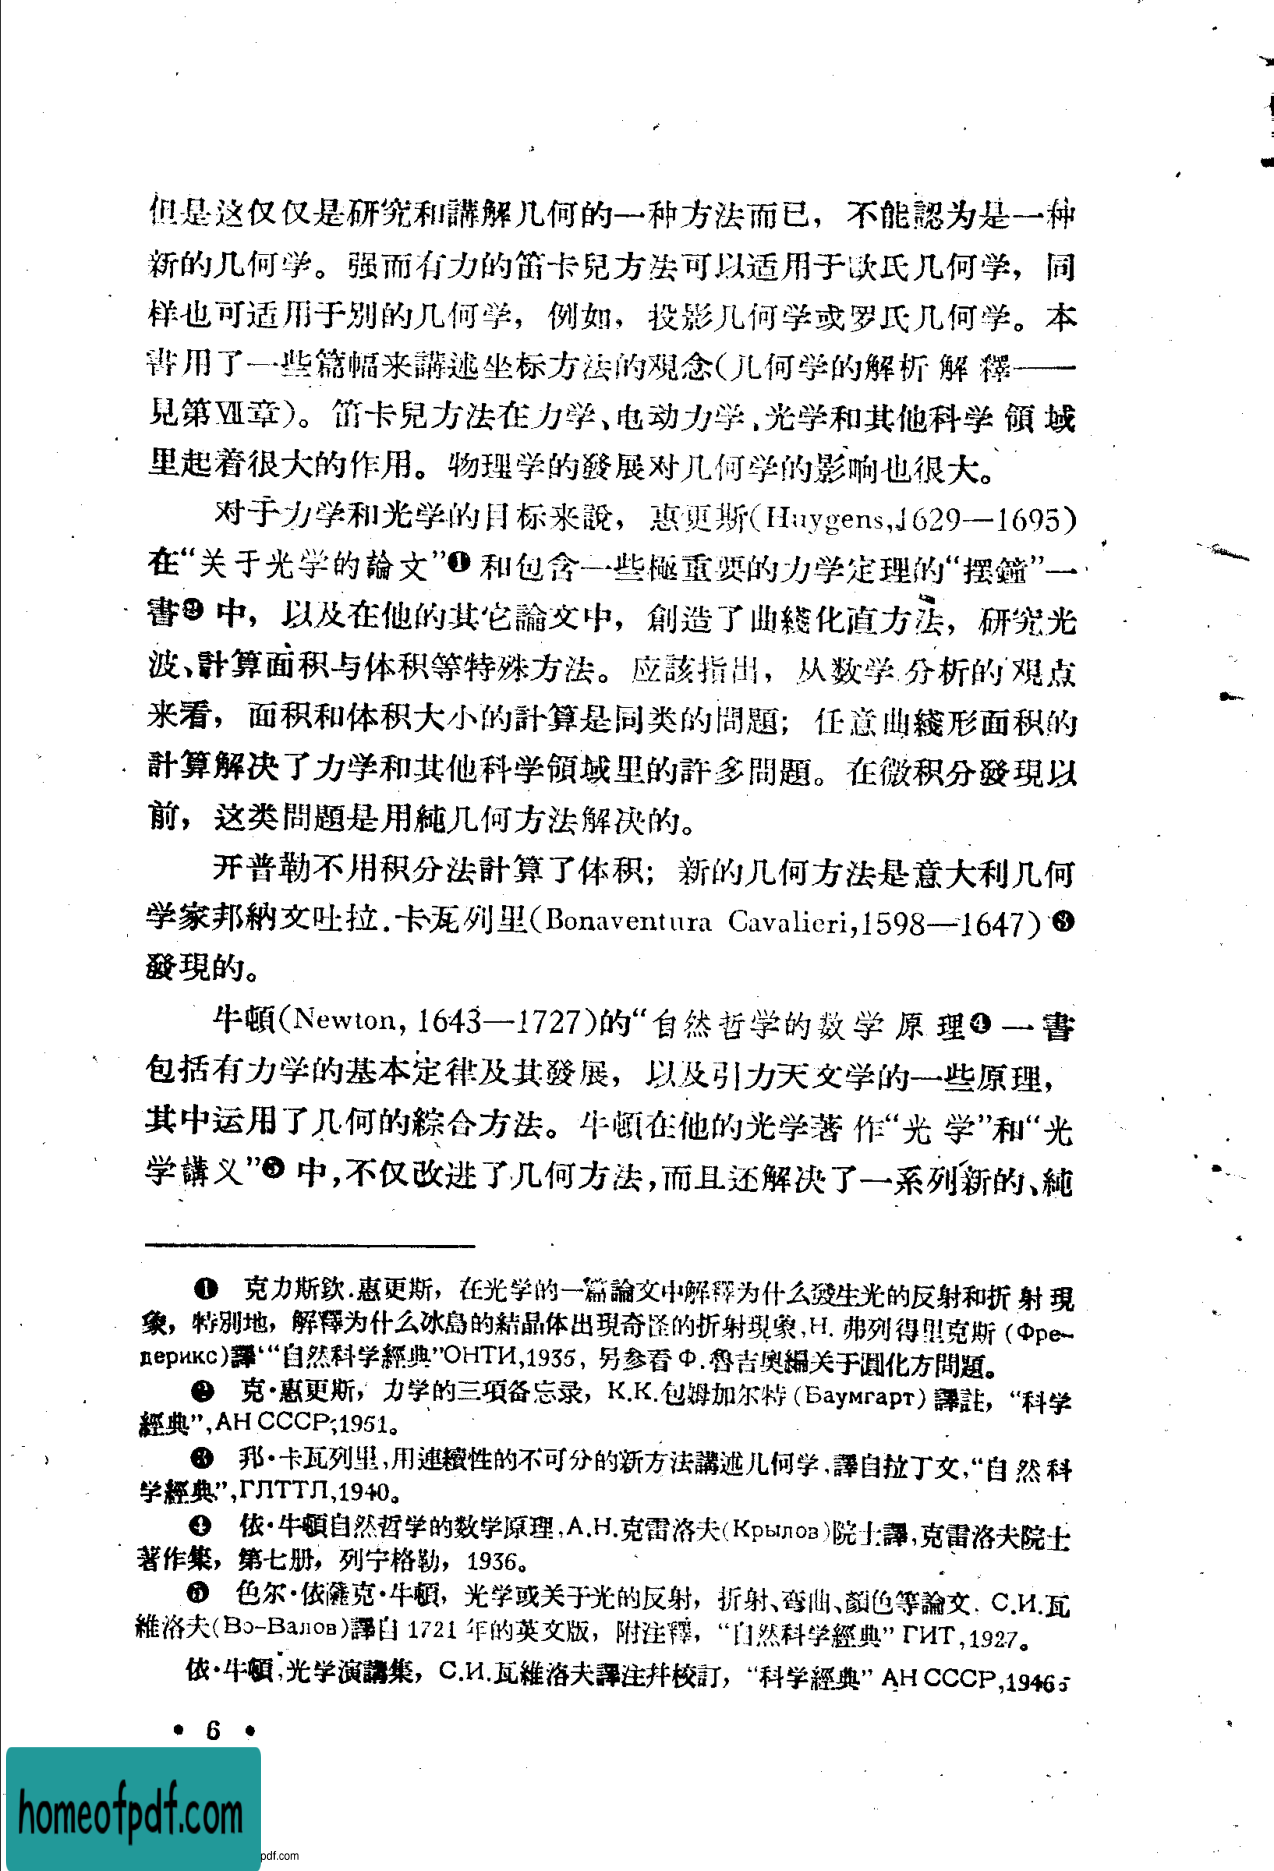 但是这仅仅是研究和講解几何的一种方法而已，不能認为是一种
新的几何学。强而有力的笛卡兒方法可以适用于欧氏几何学，同
样也可适用于别的几何学，例如，投影几何学或罗氏几何学。本
書用了一些篇幅来講述坐标方法的观念(几何学的解析解釋——
見第Ⅶ章)。笛卡兒方法在力学、电动力学、光学和其他科学領域
里起着很大的作用。物理学的發展对几何学的影响也很大。
对于力学和光学的目标来說，惠更斯(Huygens,1629—1695)
在“关于光学的論文”❶和包含一些極重要的力学定理的“摆鐘”一
書❷中，以及在他的其它論文中，創造了曲綫化直方法，研究光
波、計算面积与体积等特殊方法。应該指出，从数学分析的观点
来看，面积和体积大小的計算是同类的問題；任意曲綫形面积的
計算解决了力学和其他科学領域里的許多問題。在微积分發現以
前，这类問題是用純几何方法解决的。
开普勒不用积分法計算了体积；新的几何方法是意大利几何
学家邦納文吐拉.卡瓦列里(Bonaventura Cavalieri,1598—1647)❸
發現的。
牛頓(Newton, 1643—1727)的“自然哲学的数学原理❹一書
包括有力学的基本定律及其發展，以及引力天文学的一些原理，
其中运用了几何的綜合方法。牛頓在他的光学著作“光学”和“光
学講义”❺中,不仅改进了几何方法,而且还解决了一系列新的、純
❶ 克力斯欽.惠更斯，在光学的一篇論文中解釋为什么發生光的反射和折射現
象，特別地，解釋为什么冰島的結晶体出現奇怪的折射現象,Н. 弗列得里克斯 (Фре-
дерикс)譯“自然科学經典”ОНТИ,1935, 另参看 Ф.魯吉奧編关于圓化方問題。
❷ 克·惠更斯，力学的三項备忘录，К.К.包姆加尔特(Баумгарт)譯註，“科学
經典”,АН СССР,1951。
❸ 邦·卡瓦列里,用連續性的不可分的新方法講述几何学,譯自拉丁文,“自然科
学經典”,ГЛТТЛ,1940。
❹ 依·牛頓自然哲学的数学原理,А.Н.克雷洛夫(Крылов)院士譯,克雷洛夫院士
著作集，第七册，列宁格勒，1936。
❺ 色尔·依薩克·牛頓，光学或关于光的反射，折射、弯曲、顏色等論文. С.И.瓦
維洛夫(Во-Валов)譯自 1721 年的英文版，附注釋，“自然科学經典” ГИТ,1927。
依·牛頓,光学演講集，С.И.瓦維洛夫譯注幷校訂，“科学經典” АН СССР,1946。
• 6 •
homeofpdf.com
pdf.com